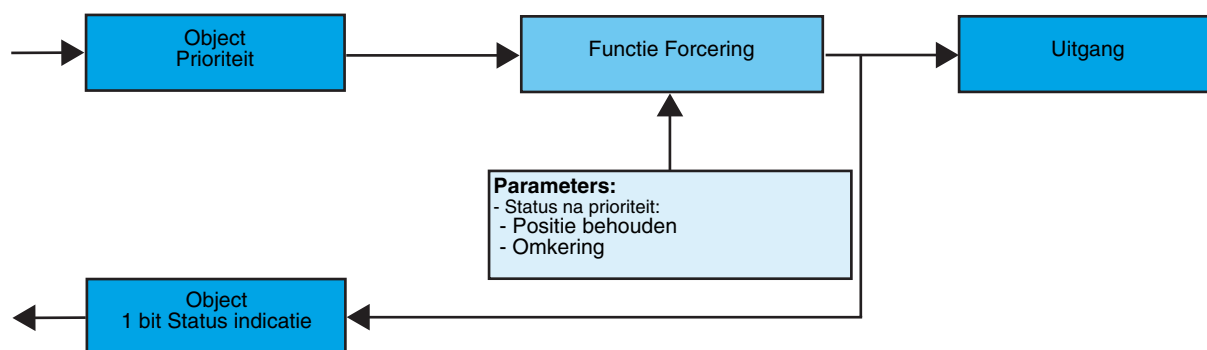 Object
Prioriteit
Functie Forcering
Uitgang
Parameters:
- Status na prioriteit:
- Positie behouden
- Omkering
Object
1 bit Status indicatie